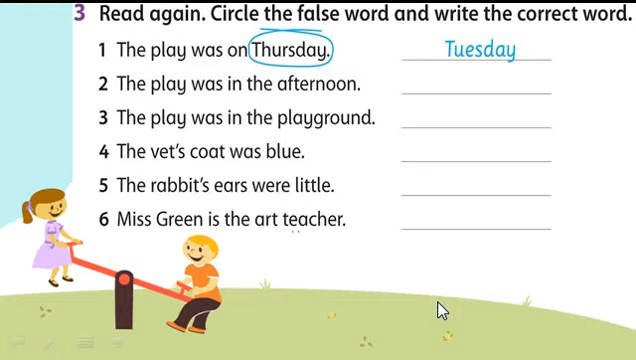 3 Read again. Circle the false word and write the correct word.
1 The play was on Thursday. Tuesday
2 The play was in the afternoon.
3 The play was in the playground.
4 The vet's coat was blue.
5 The rabbit's ears were little.
6 Miss Green is the art teacher.